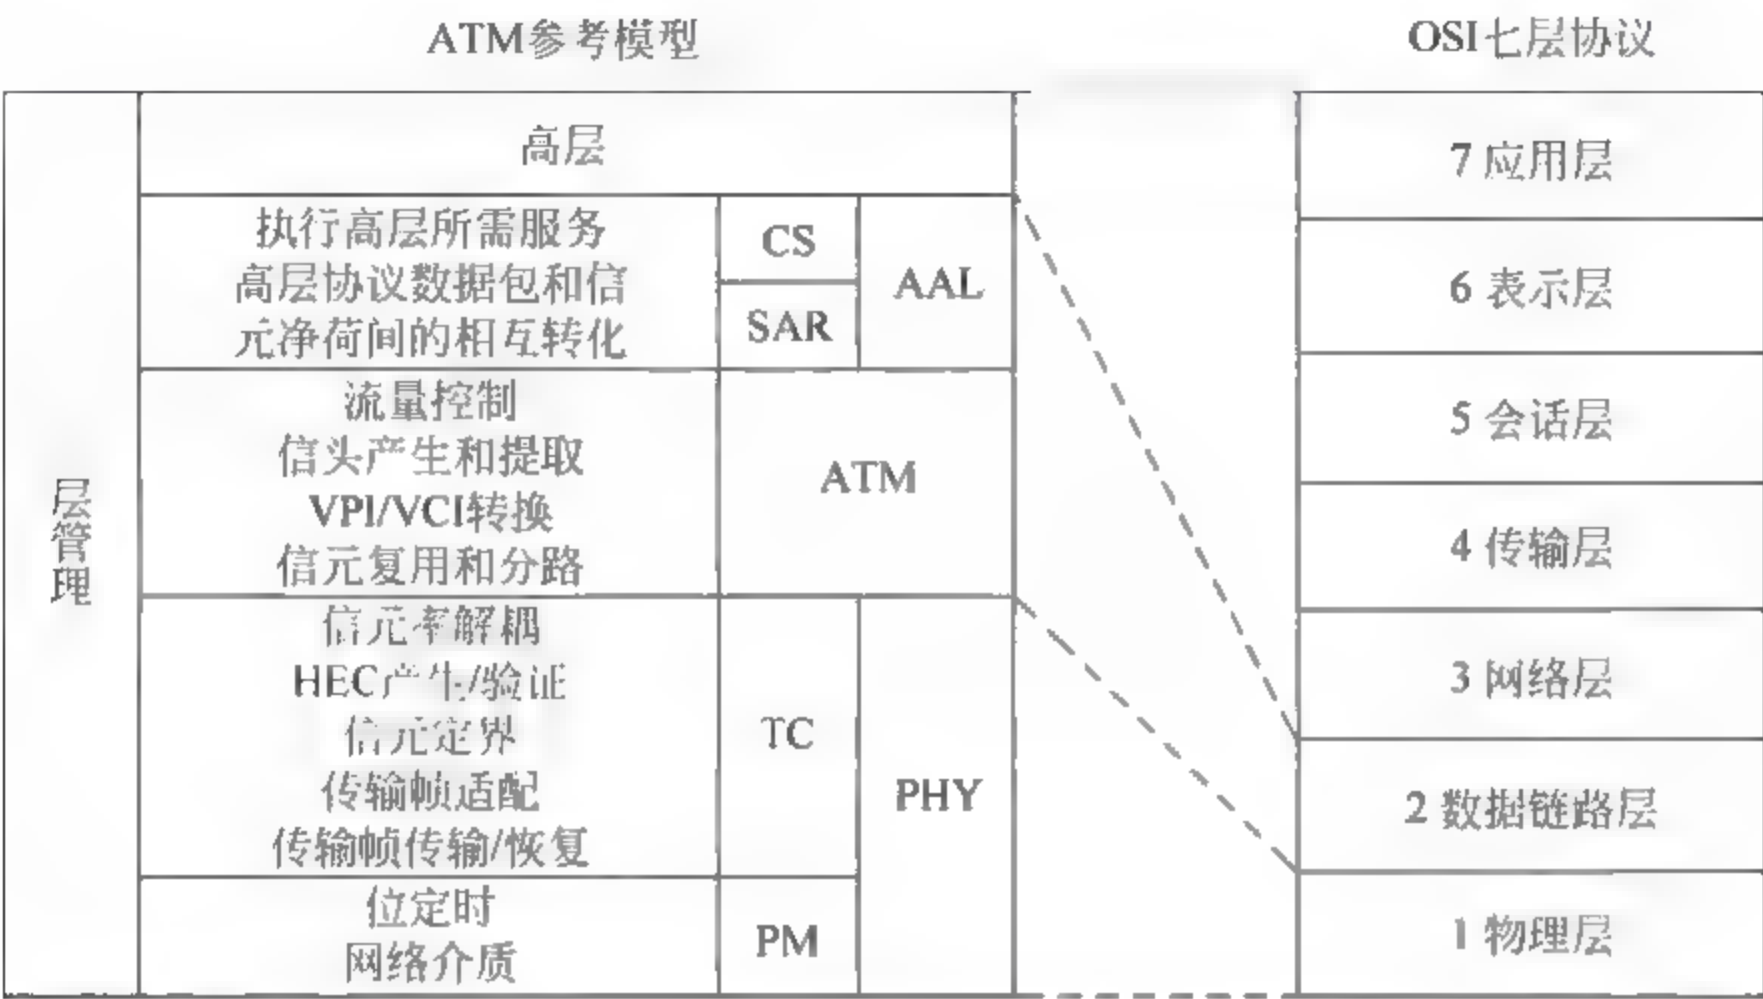 ATM参考模型
OSI七层协议
层管理
高层
执行高层所需服务
高层协议数据包和信
元净荷间的相互转化
CS
SAR
AAL
流量控制
信头产生和提取
VPI/VCI转换
信元复用和分路
ATM
信元率解耦
HEC产生/验证
信元定界
传输帧适配
传输帧传输/恢复
TC
PHY
位定时
网络介质
PM
7 应用层
6 表示层
5 会话层
4 传输层
3 网络层
2 数据链路层
1 物理层